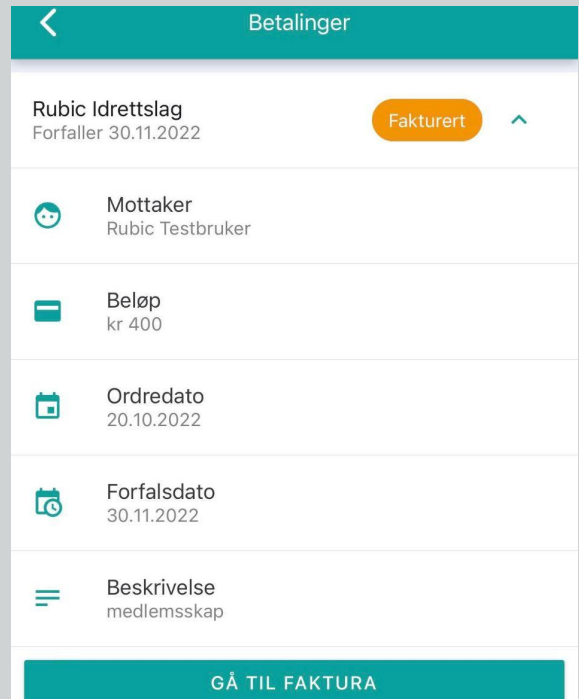 Betalinger
Rubic Idrettslag
Forfaller 30.11.2022
Fakturert
Mottaker
Rubic Testbruker
Beløp
kr 400
Ordredato
20.10.2022
Forfalsdato
30.11.2022
Beskrivelse
medlemsskap
GÅ TIL FAKTURA